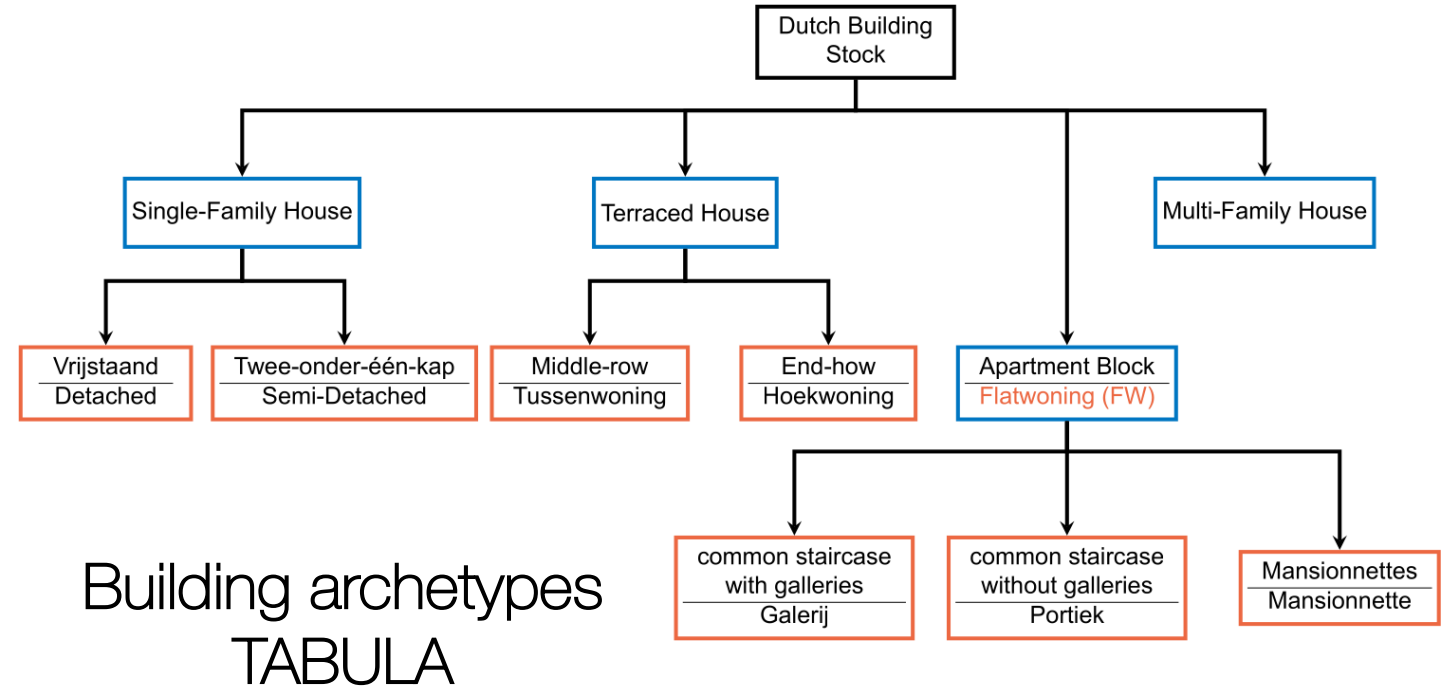 Dutch Building
Stock
Single-Family House
Terraced House
Multi-Family House
Vrijstaand
Detached
Twee-onder-één-kap
Semi-Detached
Middle-row
Tussenwoning
End-how
Hoekwoning
Apartment Block
Flatwoning (FW)
common staircase
with galleries
Galerij
common staircase
without galleries
Portiek
Mansionnettes
Mansionnette
Building archetypes
TABULA